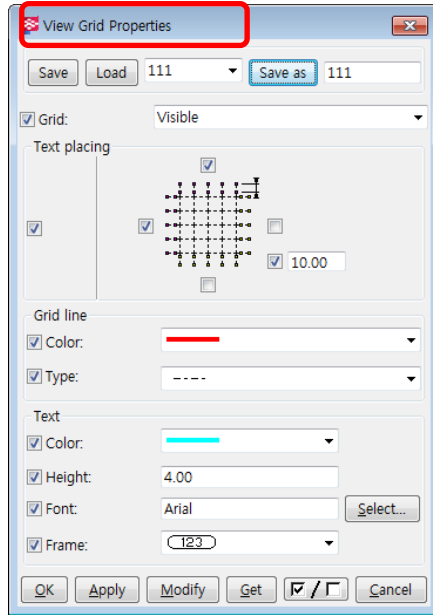 View Grid Properties
Save Load 111 Save as 111
Grid: Visible
Text placing
10.00
Grid line
Color:
Type:
Text
Color:
Height: 4.00
Font: Arial Select...
Frame: 123
OK Apply Modify Get / Cancel